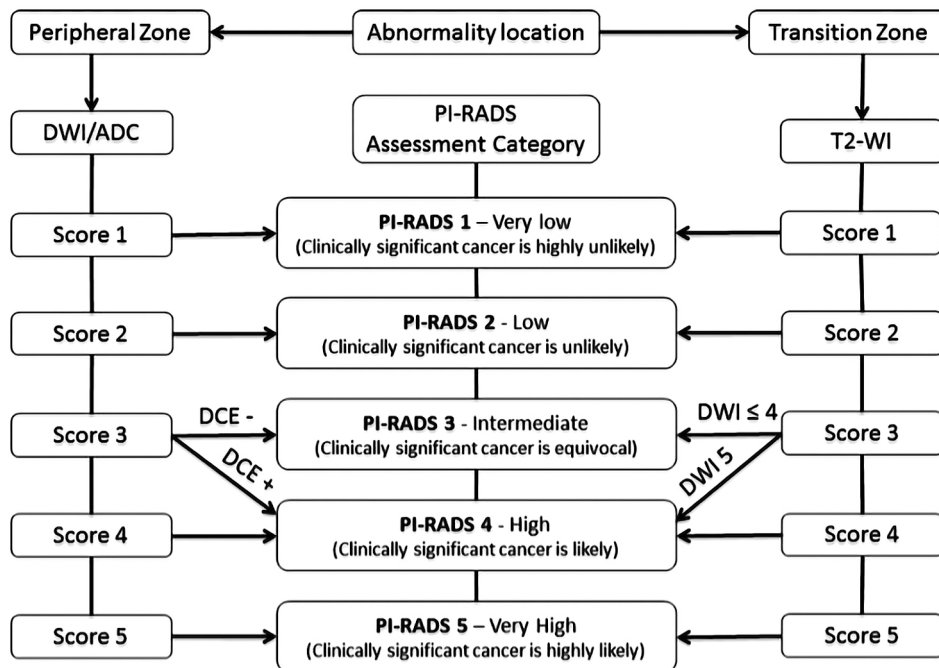 Peripheral Zone
Abnormality location
Transition Zone
DWI/ADC
PI-RADS
Assessment Category
T2-WI
Score 1
PI-RADS 1 – Very low
(Clinically significant cancer is highly unlikely)
Score 1
Score 2
PI-RADS 2 - Low
(Clinically significant cancer is unlikely)
Score 2
Score 3
DCE -
DCE +
PI-RADS 3 - Intermediate
(Clinically significant cancer is equivocal)
DWI ≤ 4
DWI 5
Score 3
Score 4
PI-RADS 4 - High
(Clinically significant cancer is likely)
Score 4
Score 5
PI-RADS 5 – Very High
(Clinically significant cancer is highly likely)
Score 5